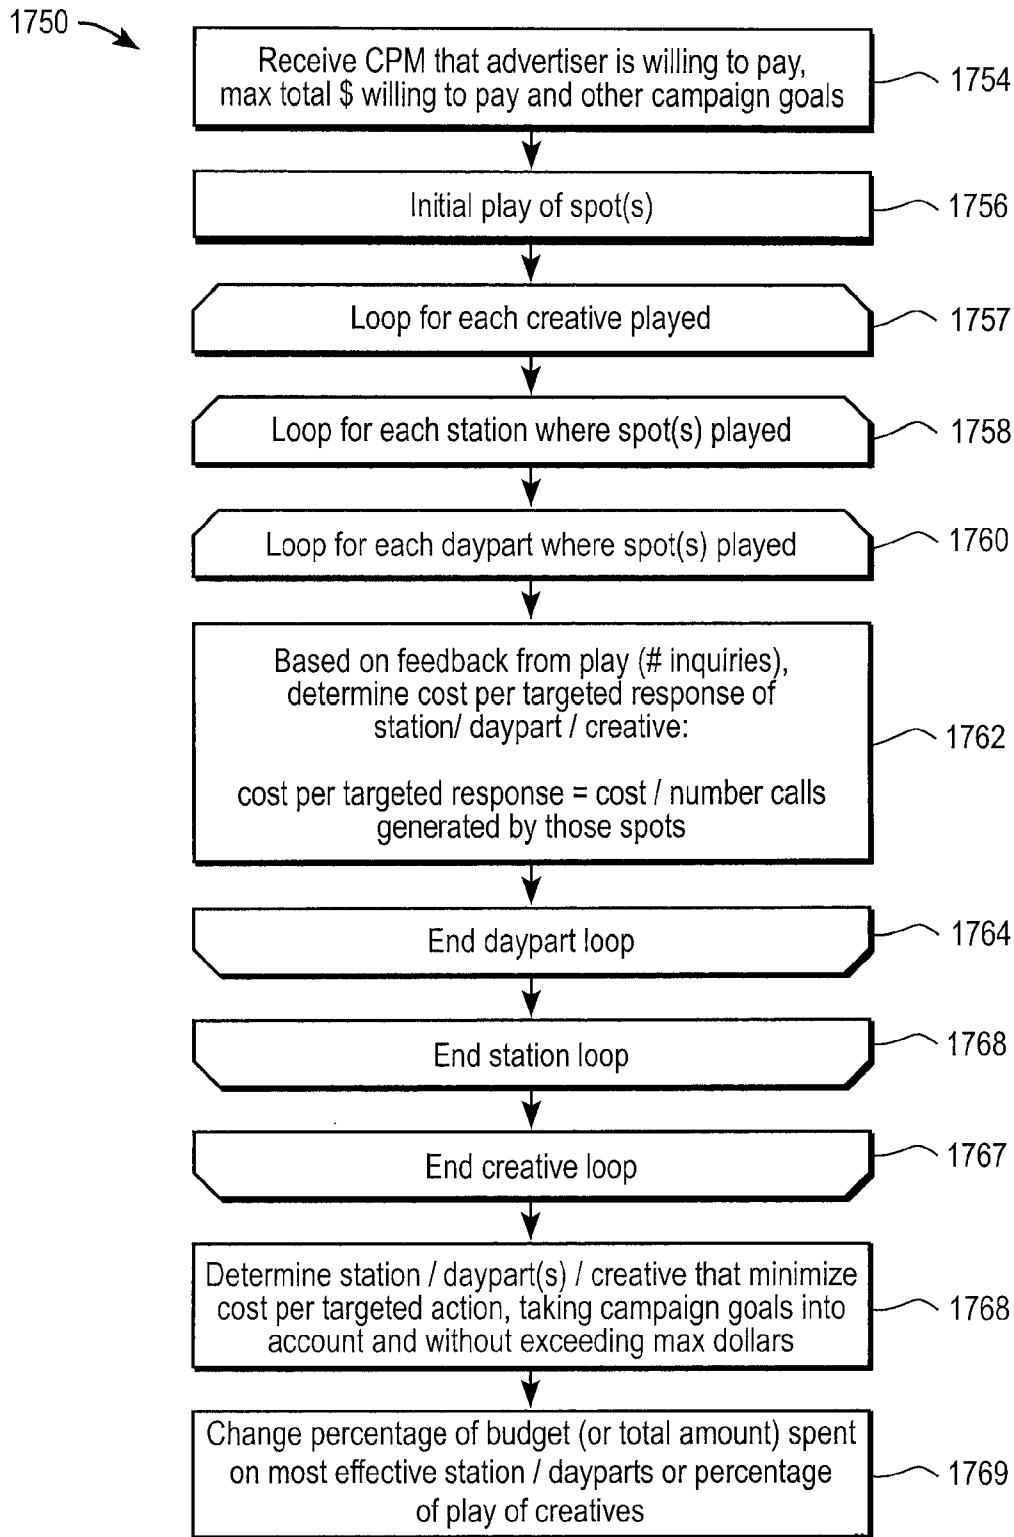 1750
Receive CPM that advertiser is willing to pay,
max total $ willing to pay and other campaign goals
1754
Initial play of spot(s)
1756
Loop for each creative played
1757
Loop for each station where spot(s) played
1758
Loop for each daypart where spot(s) played
1760
Based on feedback from play (# inquiries),
determine cost per targeted response of
station/ daypart / creative:
cost per targeted response = cost / number calls
generated by those spots
1762
End daypart loop
1764
End station loop
1768
End creative loop
1767
Determine station / daypart(s) / creative that minimize
cost per targeted action, taking campaign goals into
account and without exceeding max dollars
1768
Change percentage of budget (or total amount) spent
on most effective station / dayparts or percentage
of play of creatives
1769